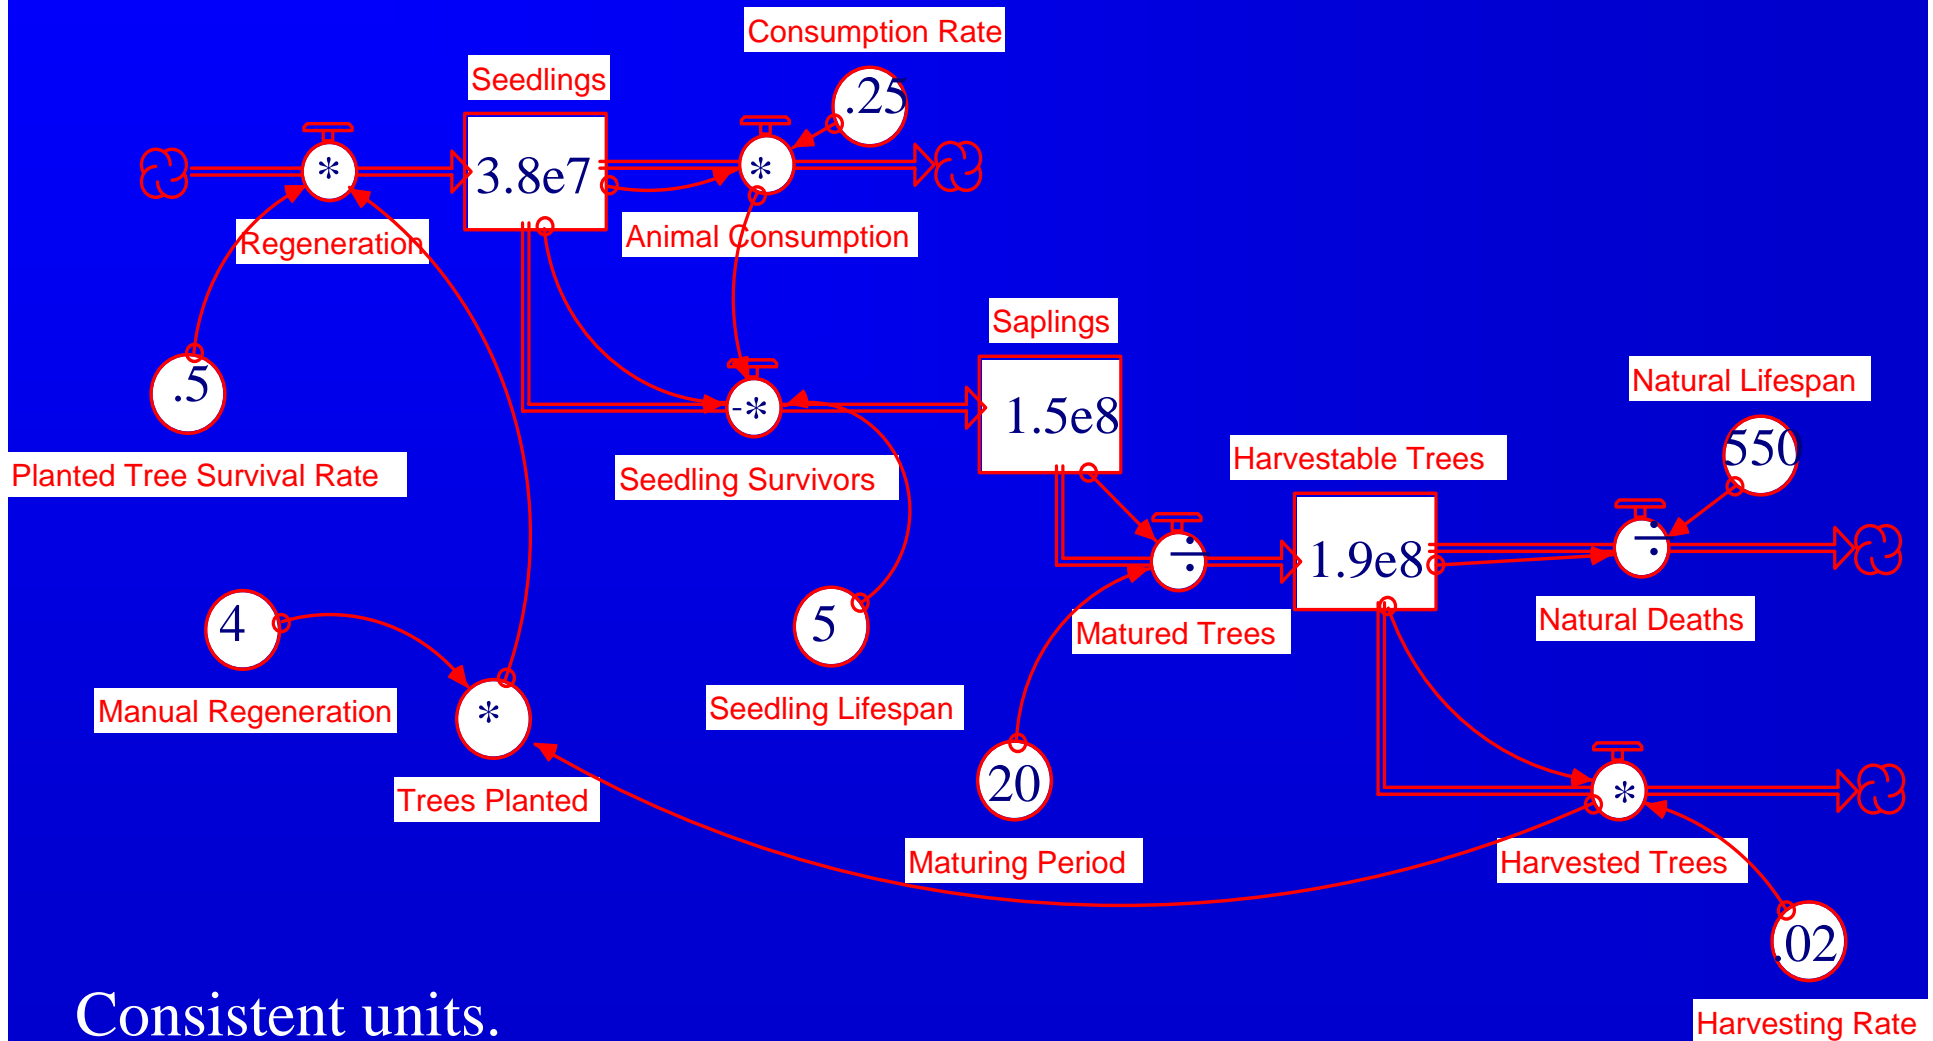 Consumption Rate
Seedlings
.25
*
3.8e7
*
Regeneration
Animal Consumption
Saplings
.5
-*
1.5e8
Natural Lifespan
Planted Tree Survival Rate
Seedling Survivors
Harvestable Trees
550
÷
1.9e8
÷
4
5
Matured Trees
Natural Deaths
Manual Regeneration
*
Seedling Lifespan
Trees Planted
20
*
Maturing Period
Harvested Trees
.02
Consistent units.
Harvesting Rate